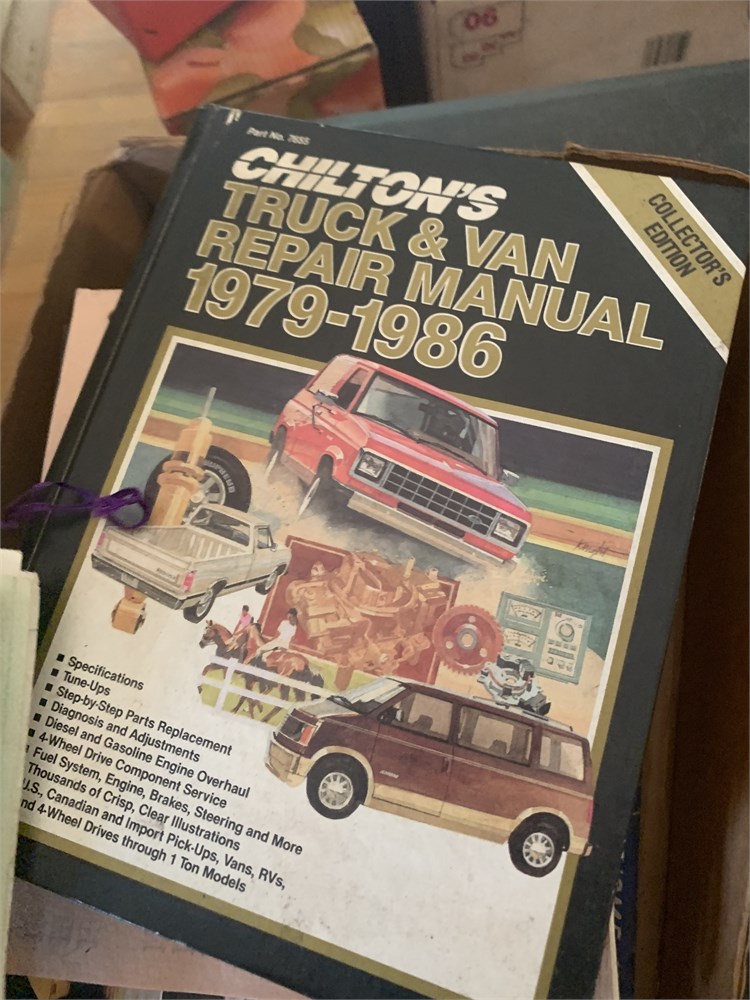 06
Part No. 7655
CHILTON'S
TRUCK & VAN
REPAIR MANUAL
1979-1986
COLLECTOR'S
EDITION
Specifications
Tune-Ups
Step-by-Step Parts Replacement
Diagnosis and Adjustments
Diesel and Gasoline Engine Overhaul
4-Wheel Drive Component Service
Fuel System, Engine, Brakes, Steering and More
Thousands of Crisp, Clear Illustrations
U.S., Canadian and Import Pick-Ups, Vans, RVs,
nd 4-Wheel Drives through 1 Ton Models